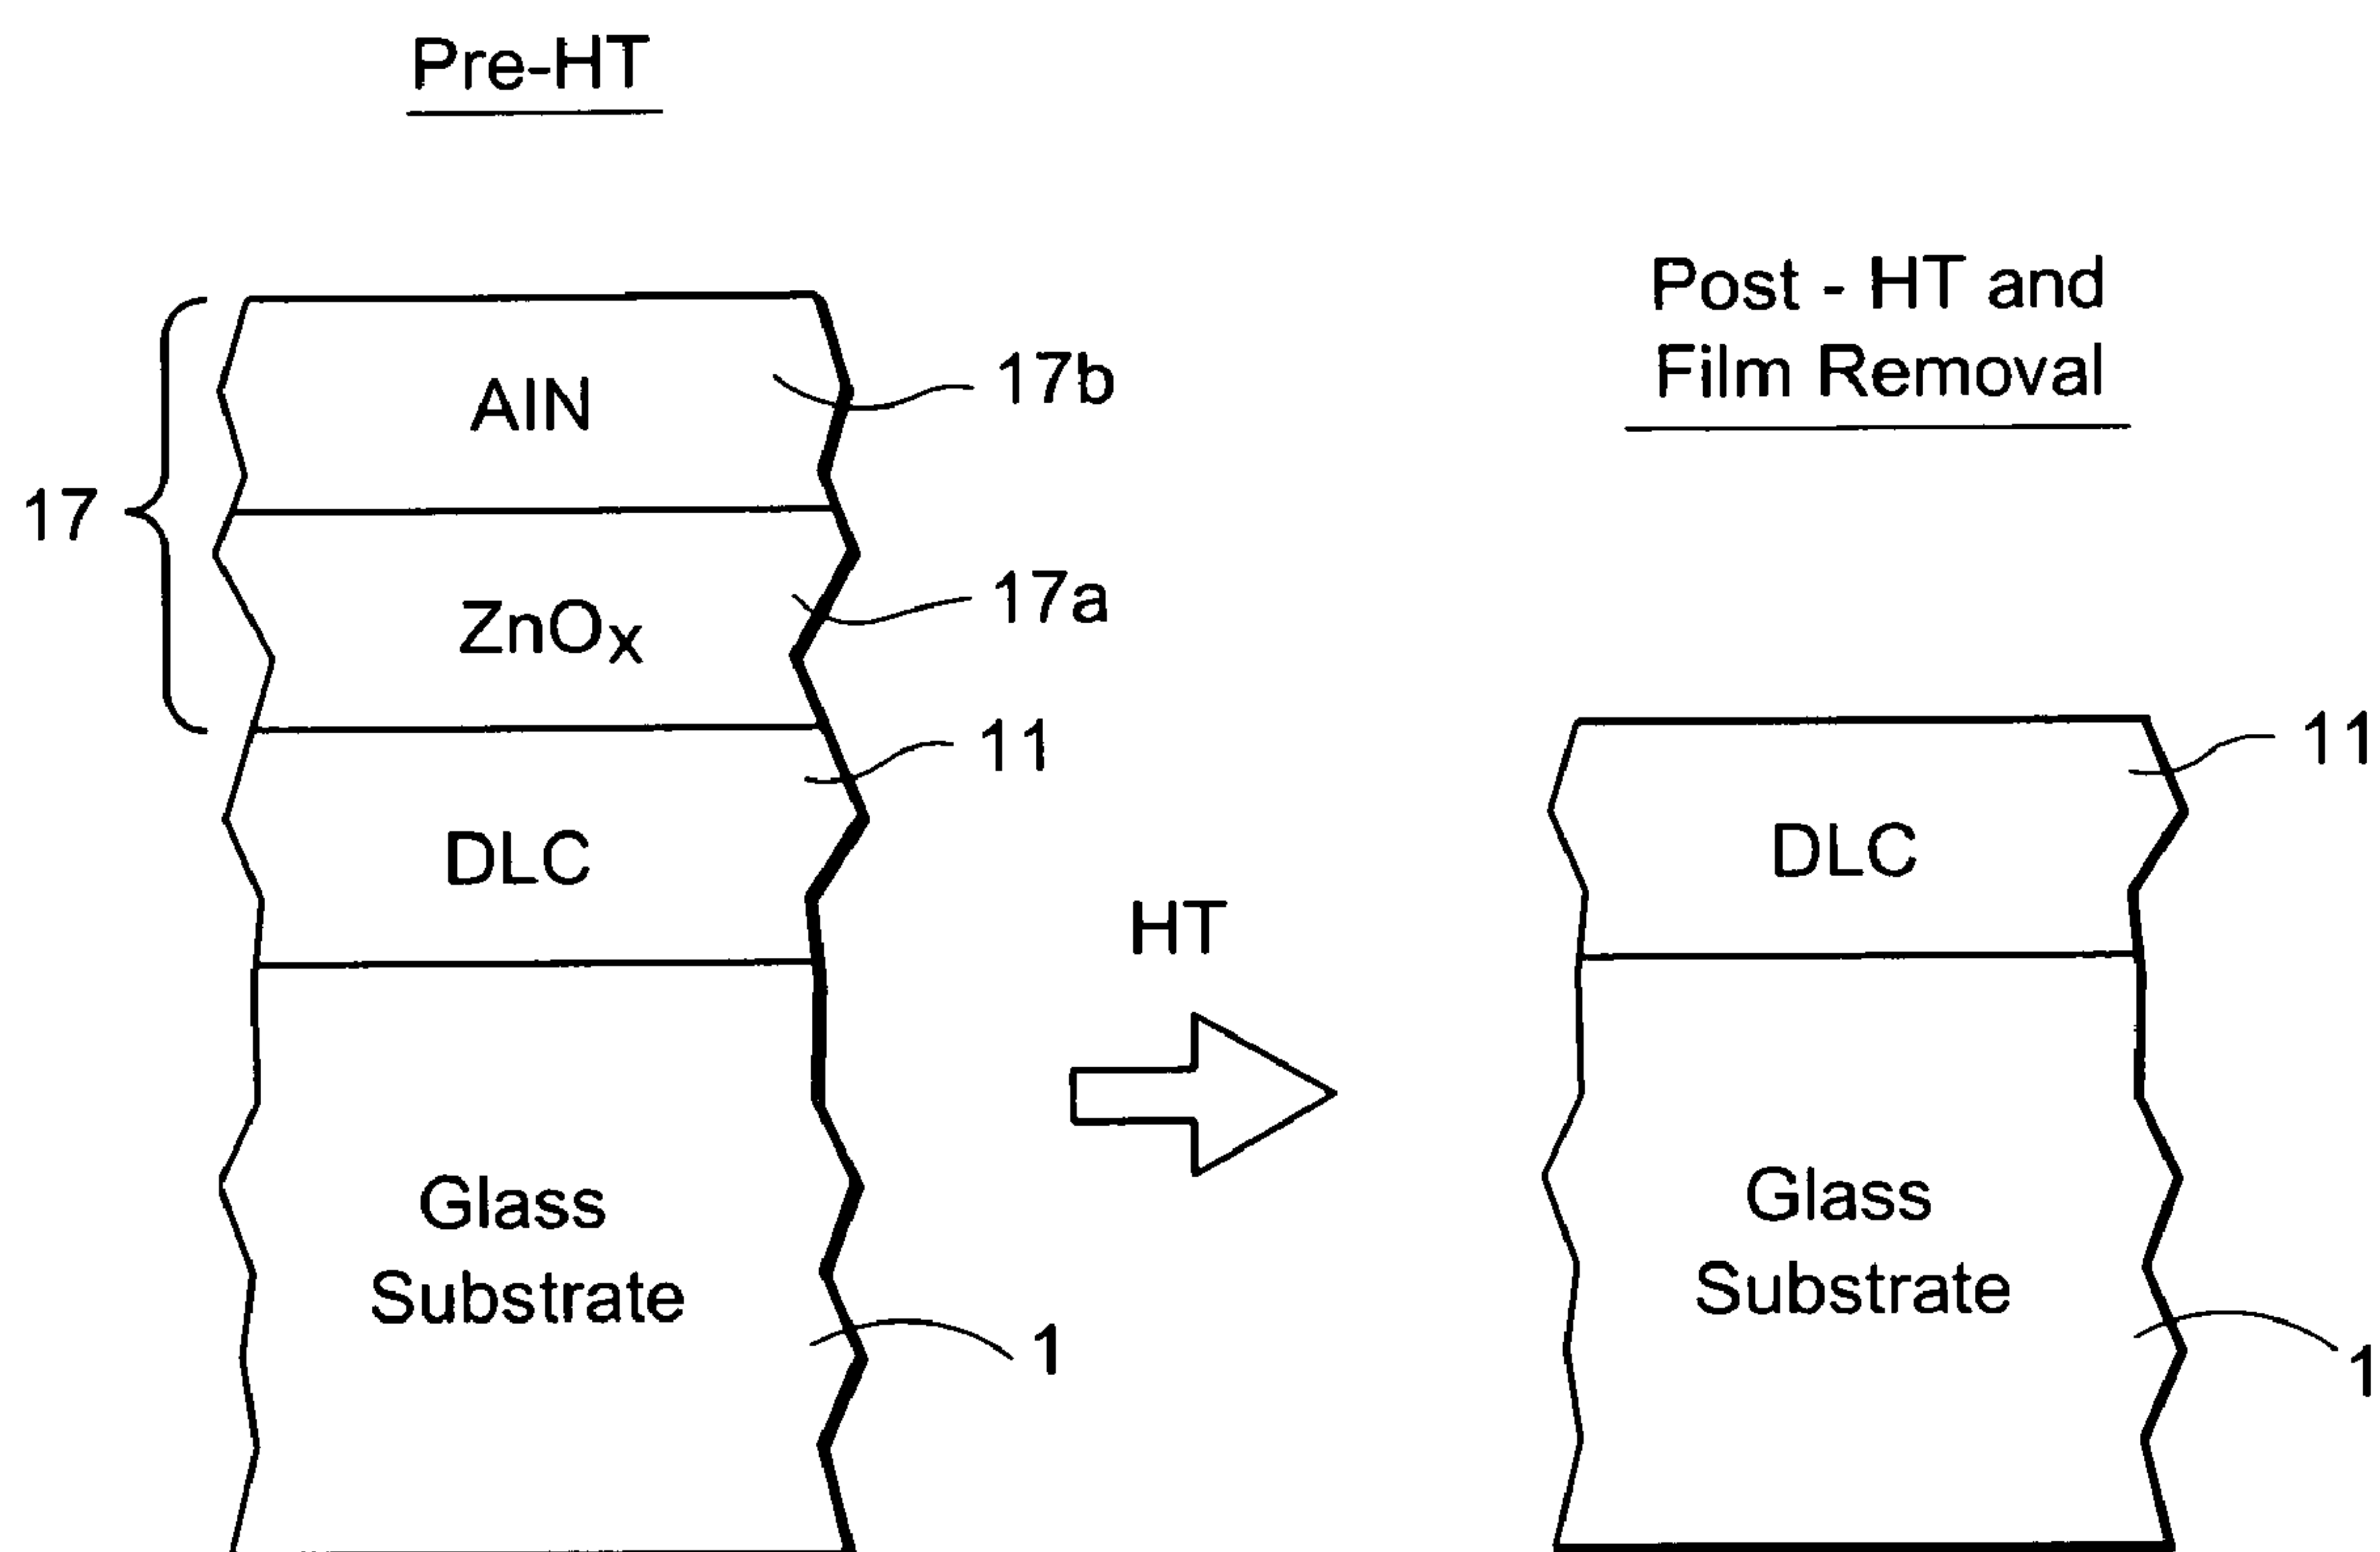 Pre-HT
Post - HT and
Film Removal
AlN
17b
17
ZnOx
17a
11
DLC
HT
Glass
Substrate
1
11
DLC
Glass
Substrate
1